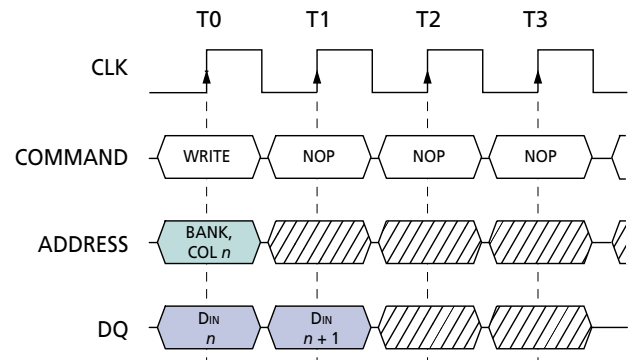 T0 T1 T2 T3
CLK
COMMAND WRITE NOP NOP NOP
ADDRESS BANK,
COL n
DQ DIN DIN
n n + 1